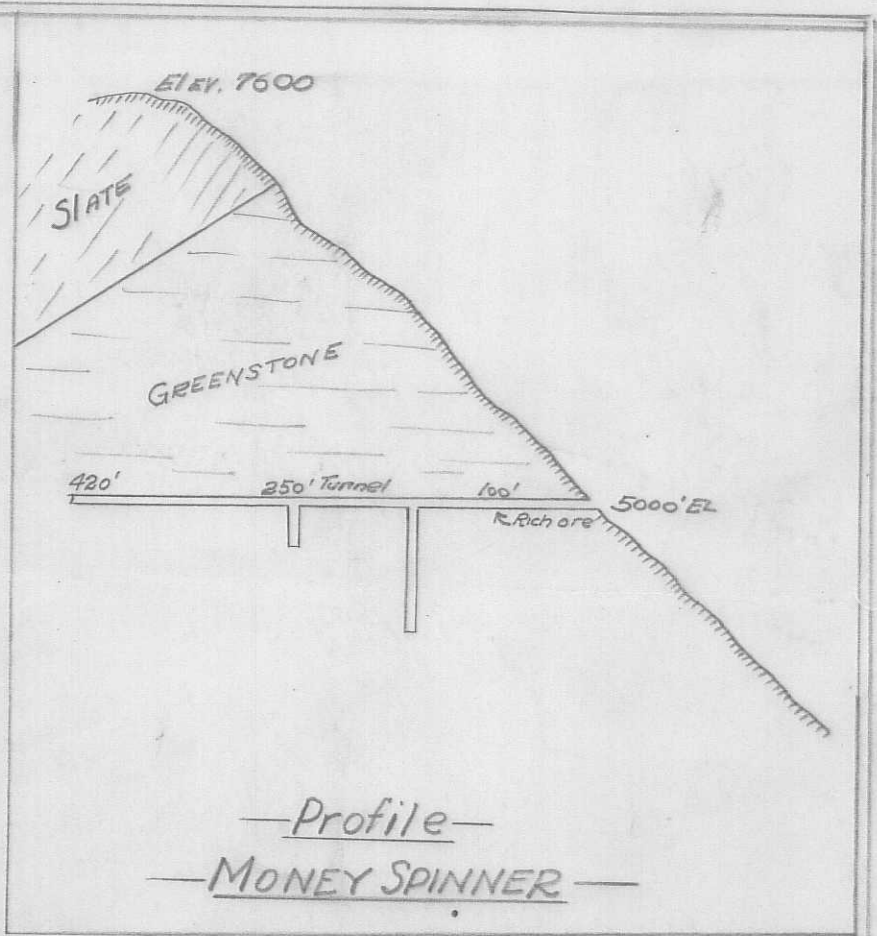 ElEV. 7600
SlATE
GREENSTONE
420' 250' Tunnel 100'
Rich ore 5000' El
Profile
MONEY SPINNER